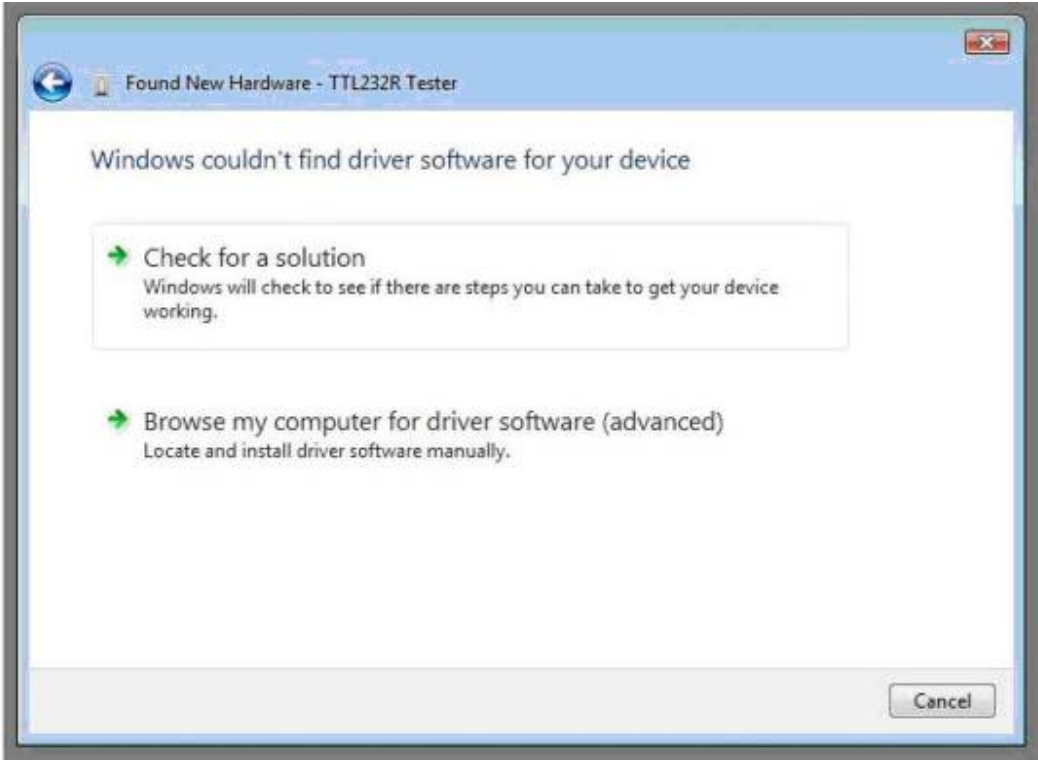 Found New Hardware - TTL232R Tester
Windows couldn't find driver software for your device
Check for a solution
Windows will check to see if there are steps you can take to get your device
working.
Browse my computer for driver software (advanced)
Locate and install driver software manually.
Cancel